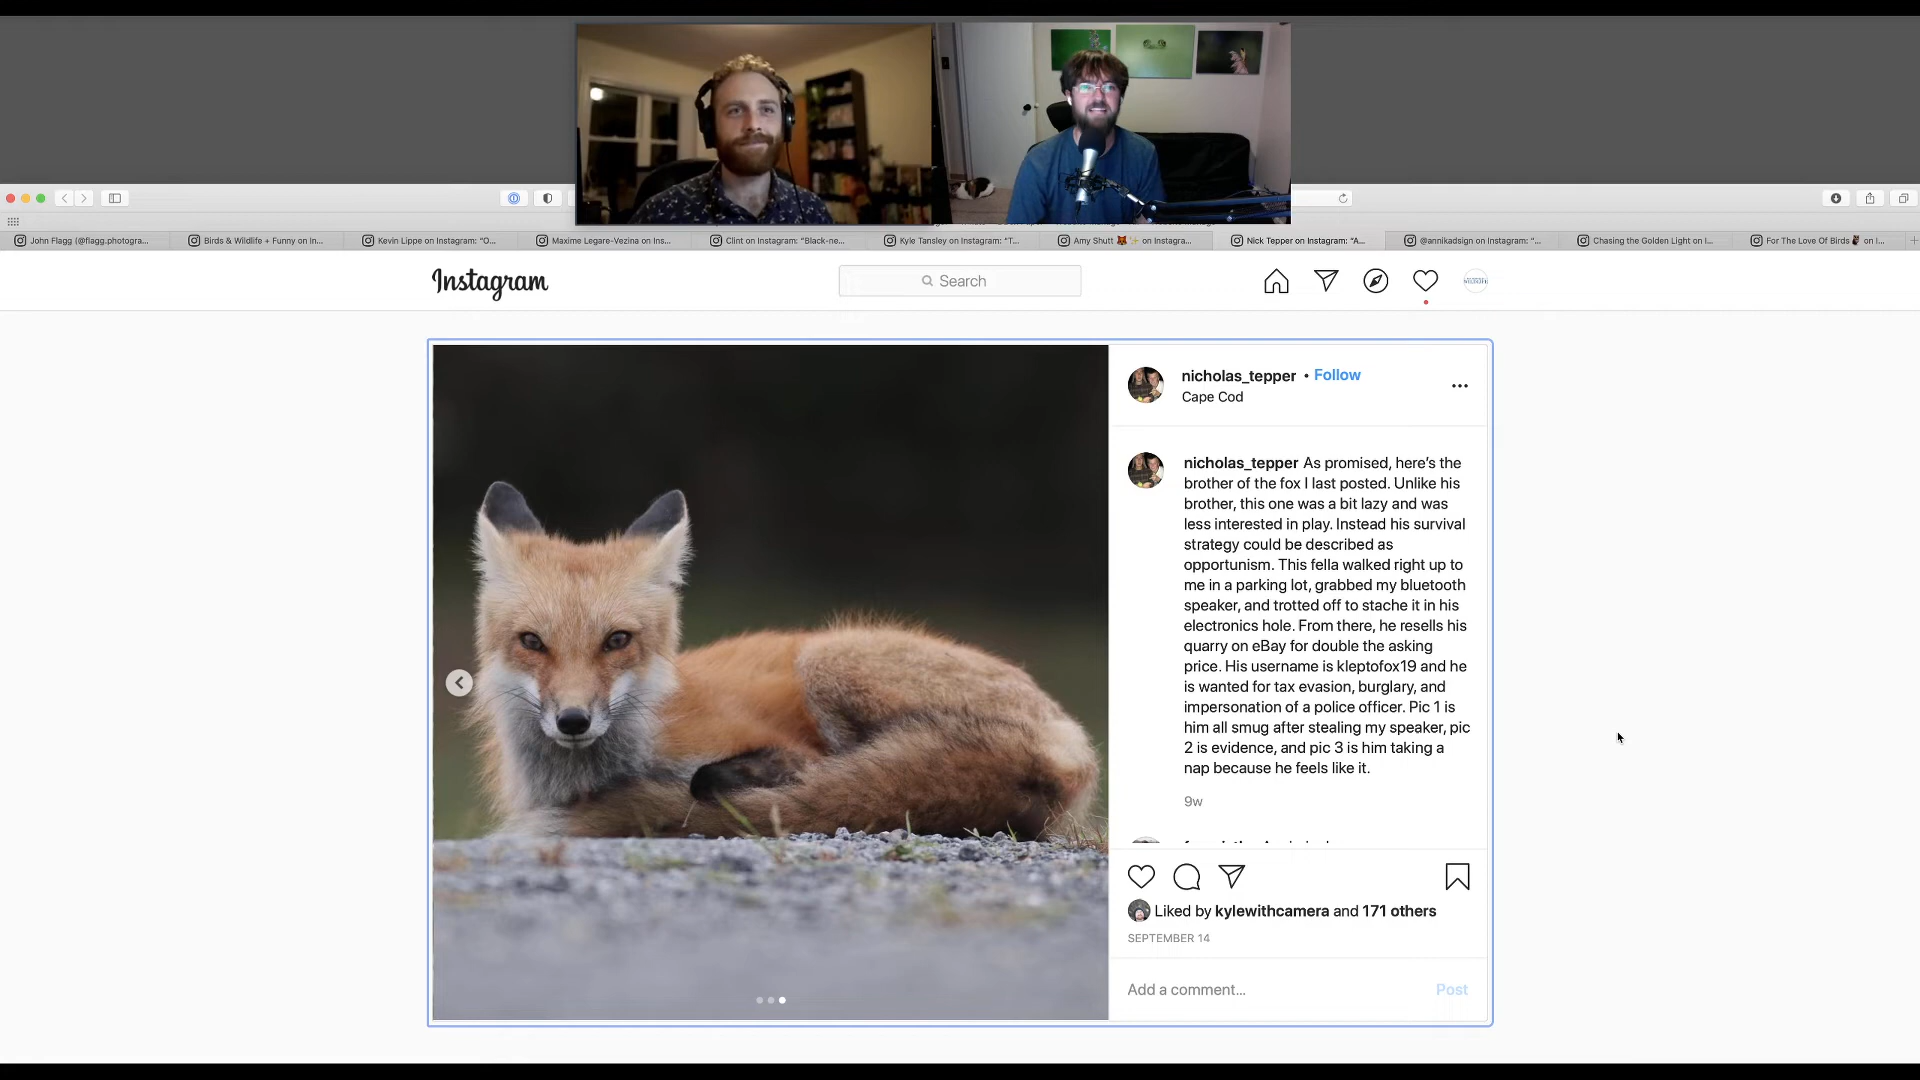 John Flagg (@flagg.photogra...
Birds & Wildlife + Funny on In...
Kevin Lippe on Instagram: “O...
Maxime Legare-Vezina on Ins...
Clint on Instagram: “Black-ne...
Kyle Tansley on Instagram: “T...
Amy Shutt 🦊✨ on Instagra...
Nick Tepper on Instagram: “A...
@annikadsign on Instagram: “...
Chasing the Golden Light on I...
For The Love Of Birds🦉 on I...
Instagram
Search
nicholas_tepper • Follow
Cape Cod
nicholas_tepper As promised, here’s the
brother of the fox I last posted. Unlike his
brother, this one was a bit lazy and was
less interested in play. Instead his survival
strategy could be described as
opportunism. This fella walked right up to
me in a parking lot, grabbed my bluetooth
speaker, and trotted off to stache it in his
electronics hole. From there, he resells his
quarry on eBay for double the asking
price. His username is kleptofox19 and he
is wanted for tax evasion, burglary, and
impersonation of a police officer. Pic 1 is
him all smug after stealing my speaker, pic
2 is evidence, and pic 3 is him taking a
nap because he feels like it.
9w
Liked by kylewithcamera and 171 others
SEPTEMBER 14
Add a comment...
Post